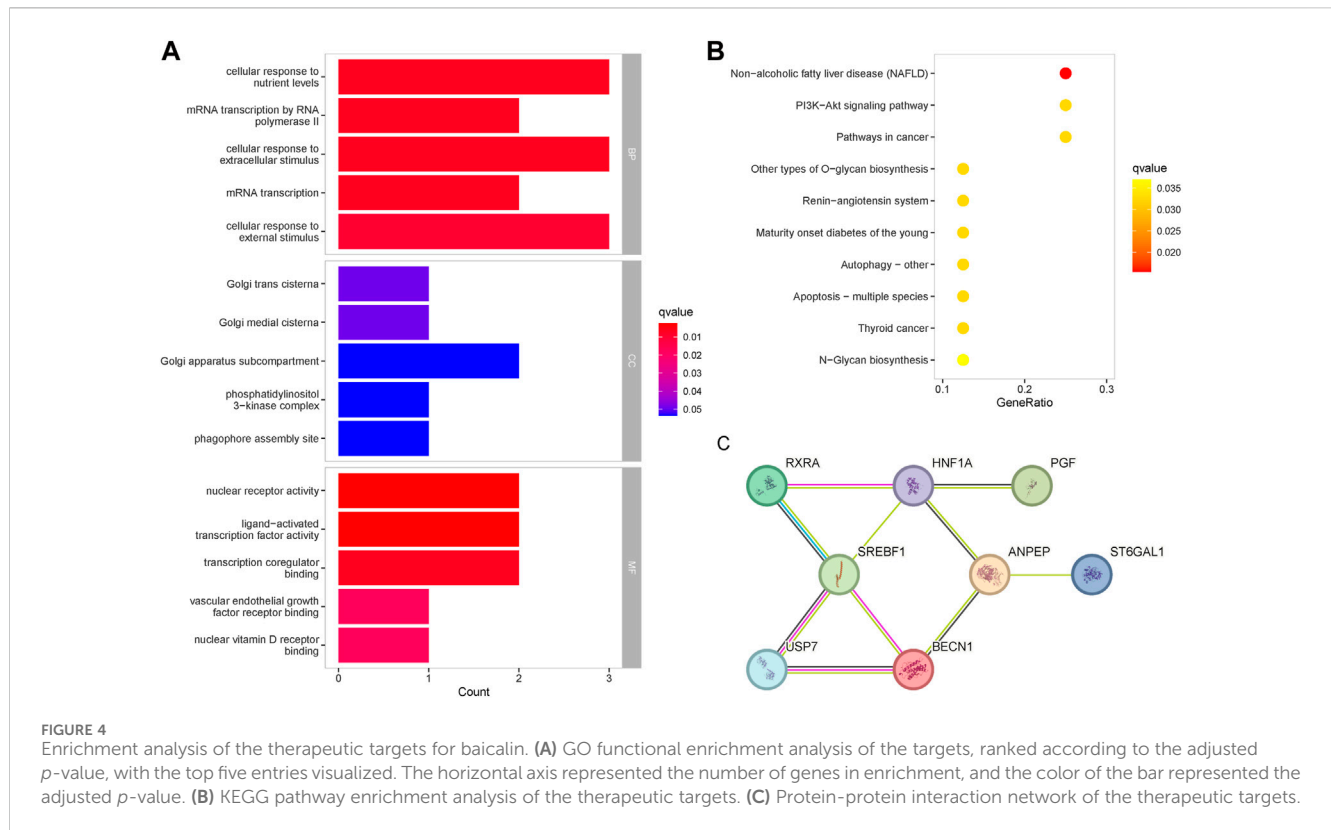 A
cellular response to
nutrient levels
mRNA transcription by RNA
polymerase II
cellular response to
extracellular stimulus
mRNA transcription
cellular response to
external stimulus
BP
Golgi trans cisterna
Golgi medial cisterna
Golgi apparatus subcompartment
phosphatidylinositol
3−kinase complex
phagophore assembly site
CC
nuclear receptor activity
ligand−activated
transcription factor activity
transcription coregulator
binding
vascular endothelial growth
factor receptor binding
nuclear vitamin D receptor
binding
MF
0 1 2 3
Count
qvalue
0.01
0.02
0.03
0.04
0.05
B
Non−alcoholic fatty liver disease (NAFLD)
PI3K−Akt signaling pathway
Pathways in cancer
Other types of O−glycan biosynthesis
Renin−angiotensin system
Maturity onset diabetes of the young
Autophagy − other
Apoptosis − multiple species
Thyroid cancer
N−Glycan biosynthesis
0.1 0.2 0.3
GeneRatio
qvalue
0.035
0.030
0.025
0.020
C
RXRA HNF1A PGF
SREBF1 ANPEP ST6GAL1
USP7 BECN1
FIGURE 4
Enrichment analysis of the therapeutic targets for baicalin. (A) GO functional enrichment analysis of the targets, ranked according to the adjusted
p-value, with the top five entries visualized. The horizontal axis represented the number of genes in enrichment, and the color of the bar represented the
adjusted p-value. (B) KEGG pathway enrichment analysis of the therapeutic targets. (C) Protein-protein interaction network of the therapeutic targets.